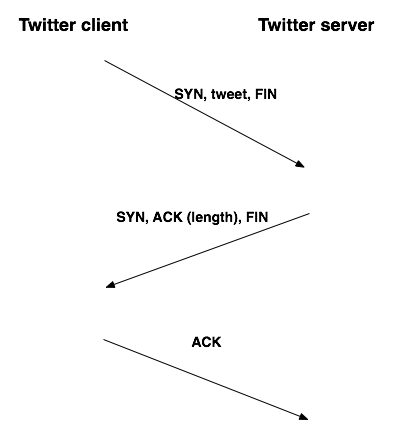 Twitter client
Twitter server
SYN, tweet, FIN
SYN, ACK (length), FIN
ACK